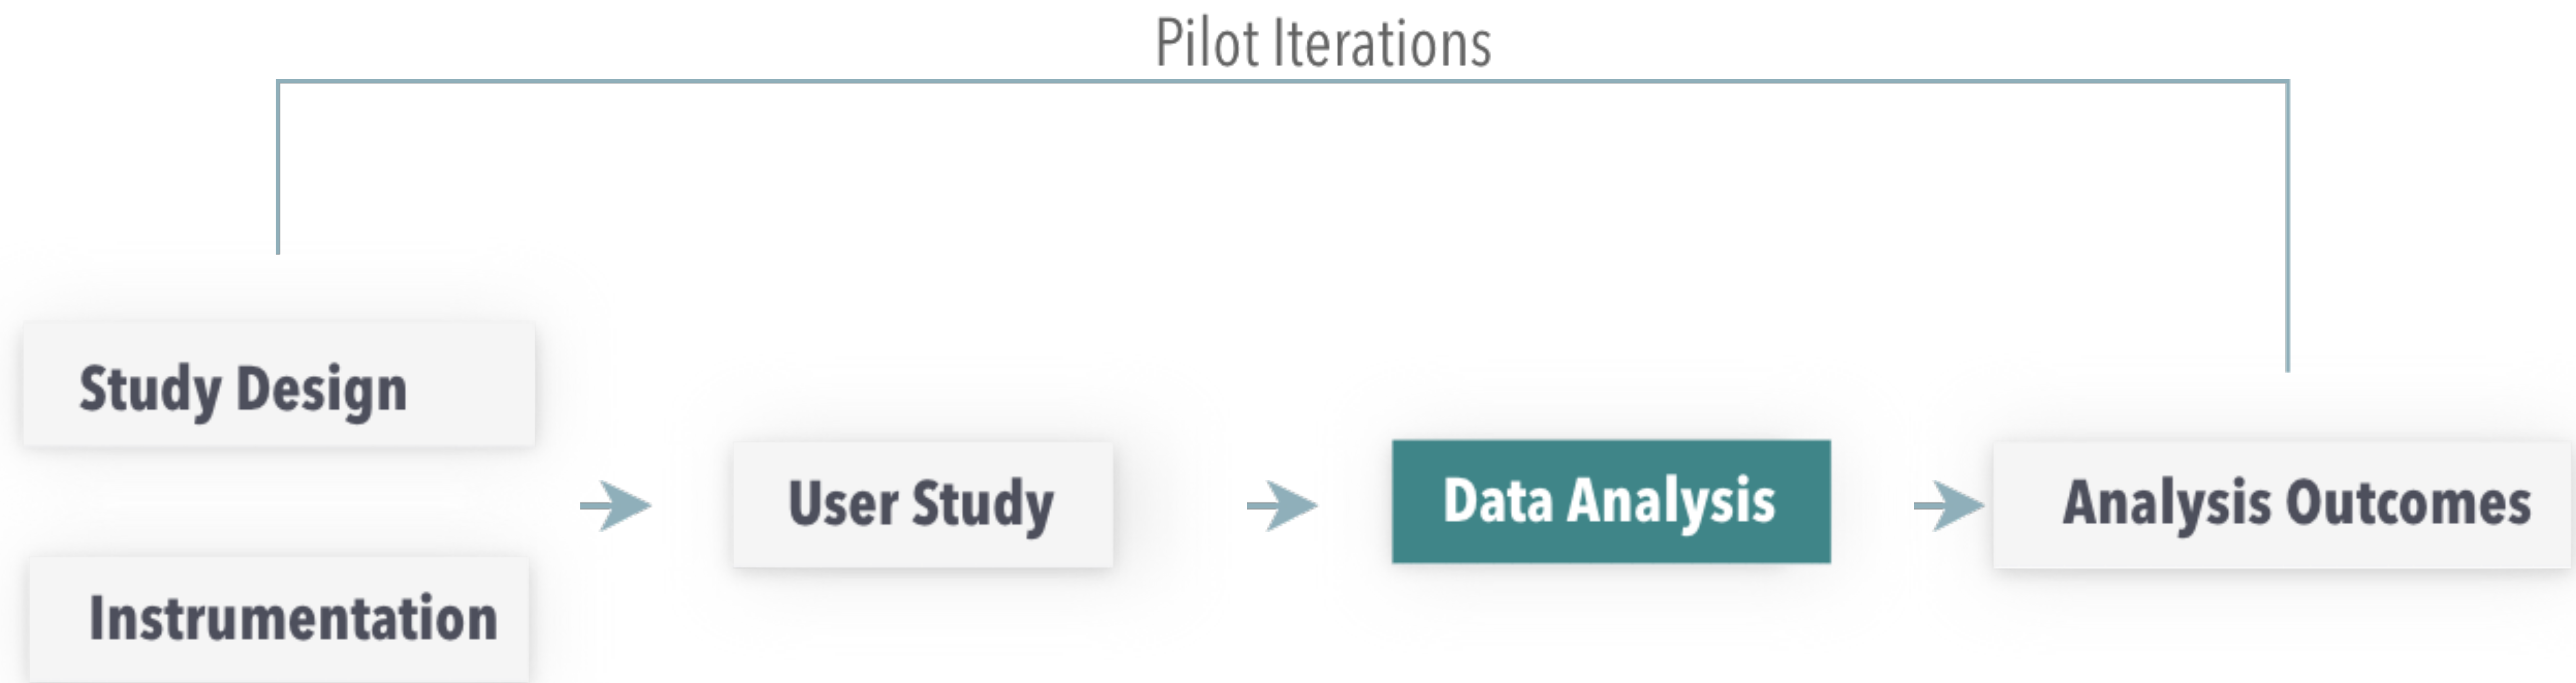 Pilot Iterations
Study Design
Instrumentation
User Study
Data Analysis
Analysis Outcomes